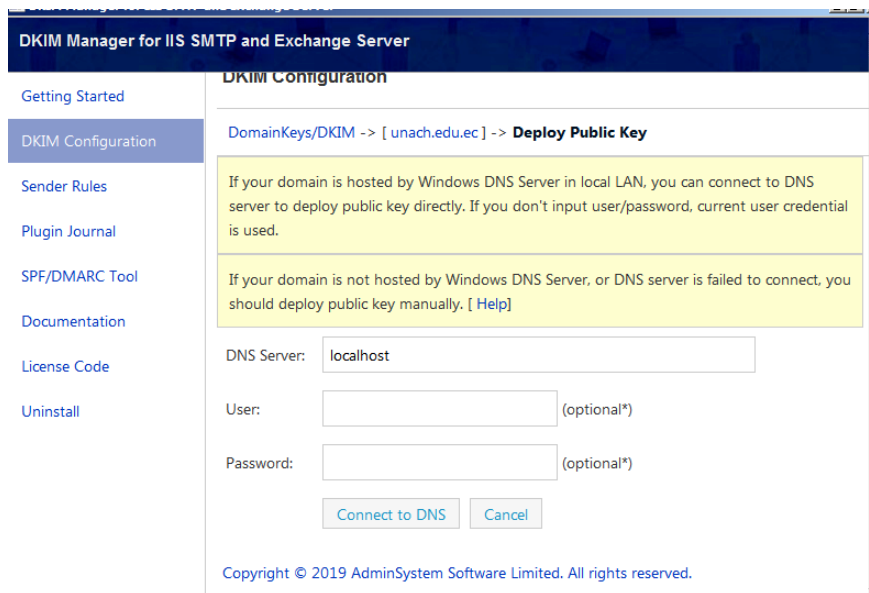 DKIM Manager for IIS SMTP and Exchange Server
DKIM Configuration
Getting Started
DKIM Configuration
Sender Rules
Plugin Journal
SPF/DMARC Tool
Documentation
License Code
Uninstall
DomainKeys/DKIM -> [ unach.edu.ec ] -> Deploy Public Key
If your domain is hosted by Windows DNS Server in local LAN, you can connect to DNS
server to deploy public key directly. If you don't input user/password, current user credential
is used.
If your domain is not hosted by Windows DNS Server, or DNS server is failed to connect, you
should deploy public key manually. [ Help]
DNS Server: localhost
User: (optional*)
Password: (optional*)
Connect to DNS Cancel
Copyright © 2019 AdminSystem Software Limited. All rights reserved.